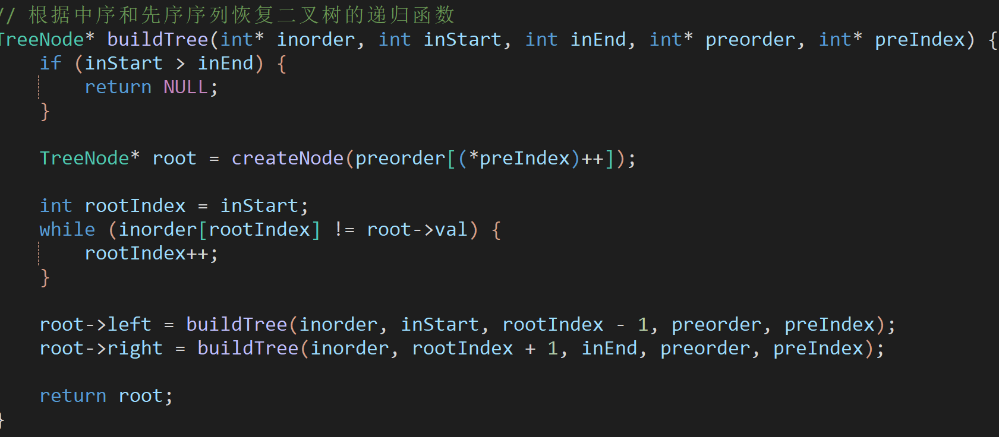 // 根据中序和先序序列恢复二叉树的递归函数
TreeNode* buildTree(int* inorder, int inStart, int inEnd, int* preorder, int* preIndex) {
    if (inStart > inEnd) {
        return NULL;
    }

    TreeNode* root = createNode(preorder[(*preIndex)++]);

    int rootIndex = inStart;
    while (inorder[rootIndex] != root->val) {
        rootIndex++;
    }

    root->left = buildTree(inorder, inStart, rootIndex - 1, preorder, preIndex);
    root->right = buildTree(inorder, rootIndex + 1, inEnd, preorder, preIndex);

    return root;
}